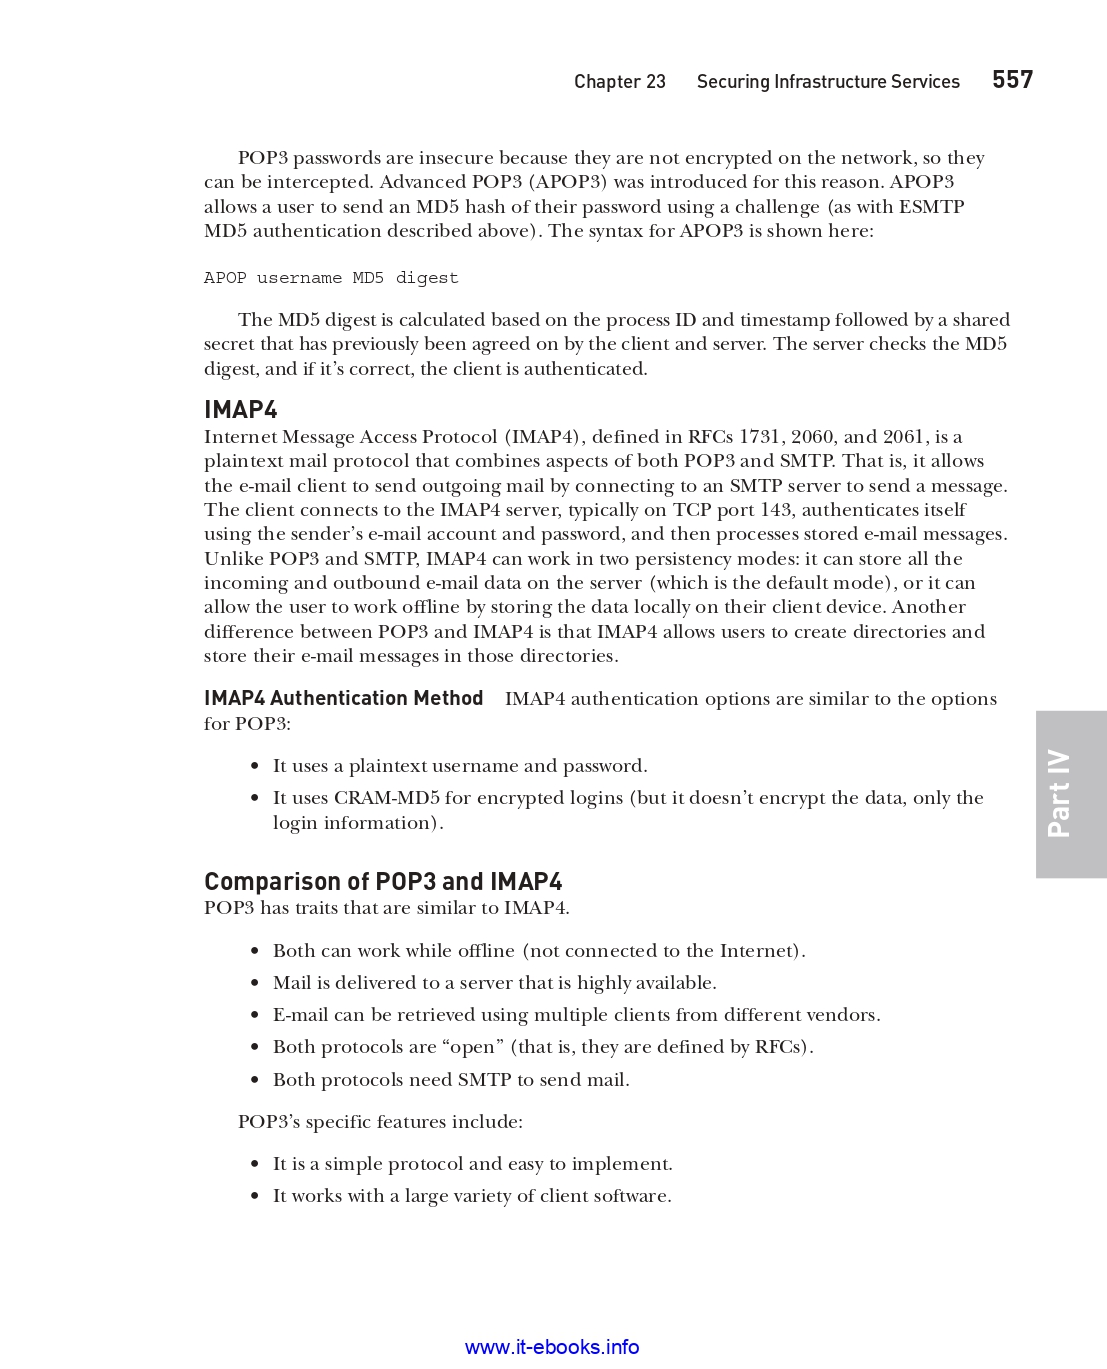 Chapter 23 Securing Infrastructure Services 557
POP3 passwords are insecure because they are not encrypted on the network, so they
can be intercepted. Advanced POP3 (APOP3) was introduced for this reason. APOP3
allows a user to send an MD5 hash of their password using a challenge (as with ESMTP
MD5 authentication described above). The syntax for APOP3 is shown here:
APOP username MD5 digest
The MD5 digest is calculated based on the process ID and timestamp followed by a shared
secret that has previously been agreed on by the client and server. The server checks the MD5
digest, and if it’s correct, the client is authenticated.
IMAP4
Internet Message Access Protocol (IMAP4), defined in RFCs 1731, 2060, and 2061, is a
plaintext mail protocol that combines aspects of both POP3 and SMTP. That is, it allows
the e-mail client to send outgoing mail by connecting to an SMTP server to send a message.
The client connects to the IMAP4 server, typically on TCP port 143, authenticates itself
using the sender’s e-mail account and password, and then processes stored e-mail messages.
Unlike POP3 and SMTP, IMAP4 can work in two persistency modes: it can store all the
incoming and outbound e-mail data on the server (which is the default mode), or it can
allow the user to work offline by storing the data locally on their client device. Another
difference between POP3 and IMAP4 is that IMAP4 allows users to create directories and
store their e-mail messages in those directories.
IMAP4 Authentication Method IMAP4 authentication options are similar to the options
for POP3:
• It uses a plaintext username and password.
• It uses CRAM-MD5 for encrypted logins (but it doesn’t encrypt the data, only the
login information).
Part IV
Comparison of POP3 and IMAP4
POP3 has traits that are similar to IMAP4.
• Both can work while offline (not connected to the Internet).
• Mail is delivered to a server that is highly available.
• E-mail can be retrieved using multiple clients from different vendors.
• Both protocols are “open” (that is, they are defined by RFCs).
• Both protocols need SMTP to send mail.
POP3’s specific features include:
• It is a simple protocol and easy to implement.
• It works with a large variety of client software.
www.it-ebooks.info